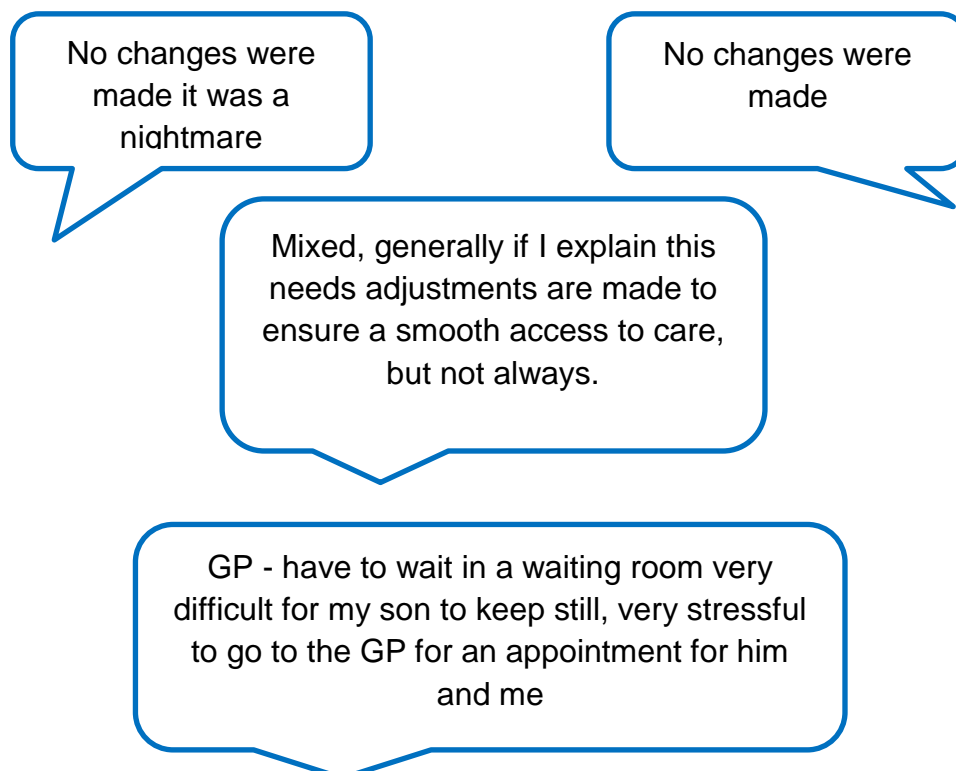 No changes were
made it was a
nightmare
No changes were
made
Mixed, generally if I explain this
needs adjustments are made to
ensure a smooth access to care,
but not always.
GP - have to wait in a waiting room very
difficult for my son to keep still, very stressful
to go to the GP for an appointment for him
and me